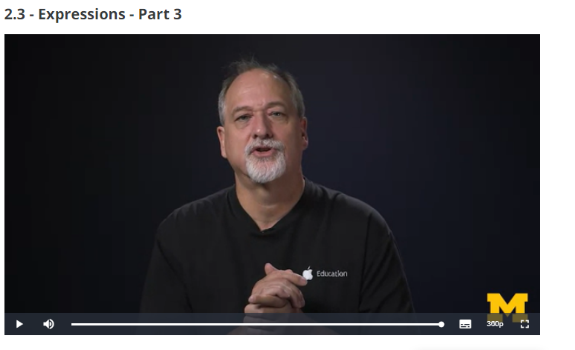 2.3 - Expressions - Part 3
Education
M
360p